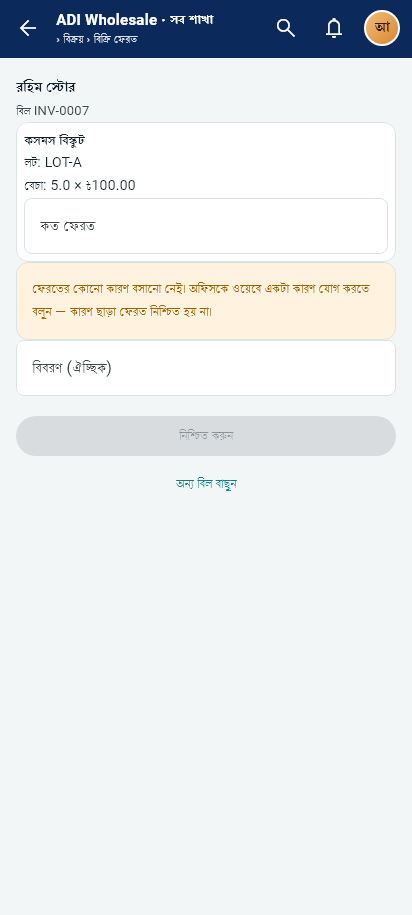 ADI Wholesale · সব শাখা
› বিক্রয় › বিক্রি ফেরত
আ
রহিম স্টোর
বিল INV-0007
কসমস বিস্কুট
লট: LOT-A
বেচা: 5.0 × ৳100.00
কত ফেরত
ফেরতের কোনো কারণ বসানো নেই। অফিসকে ওয়েবে একটা কারণ যোগ করতে
বলুন — কারণ ছাড়া ফেরত নিশ্চিত হয় না।
বিবরণ (ঐচ্ছিক)
নিশ্চিত করুন
অন্য বিল বাছুন